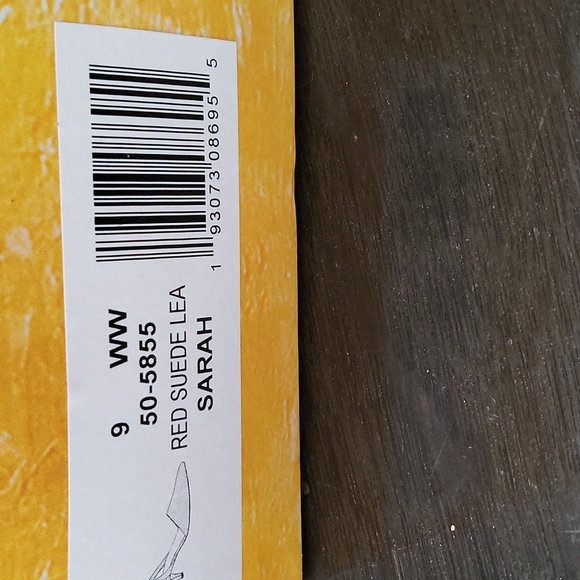 9 WW
50-5855
RED SUEDE LEA
SARAH
1 93073 08695 5